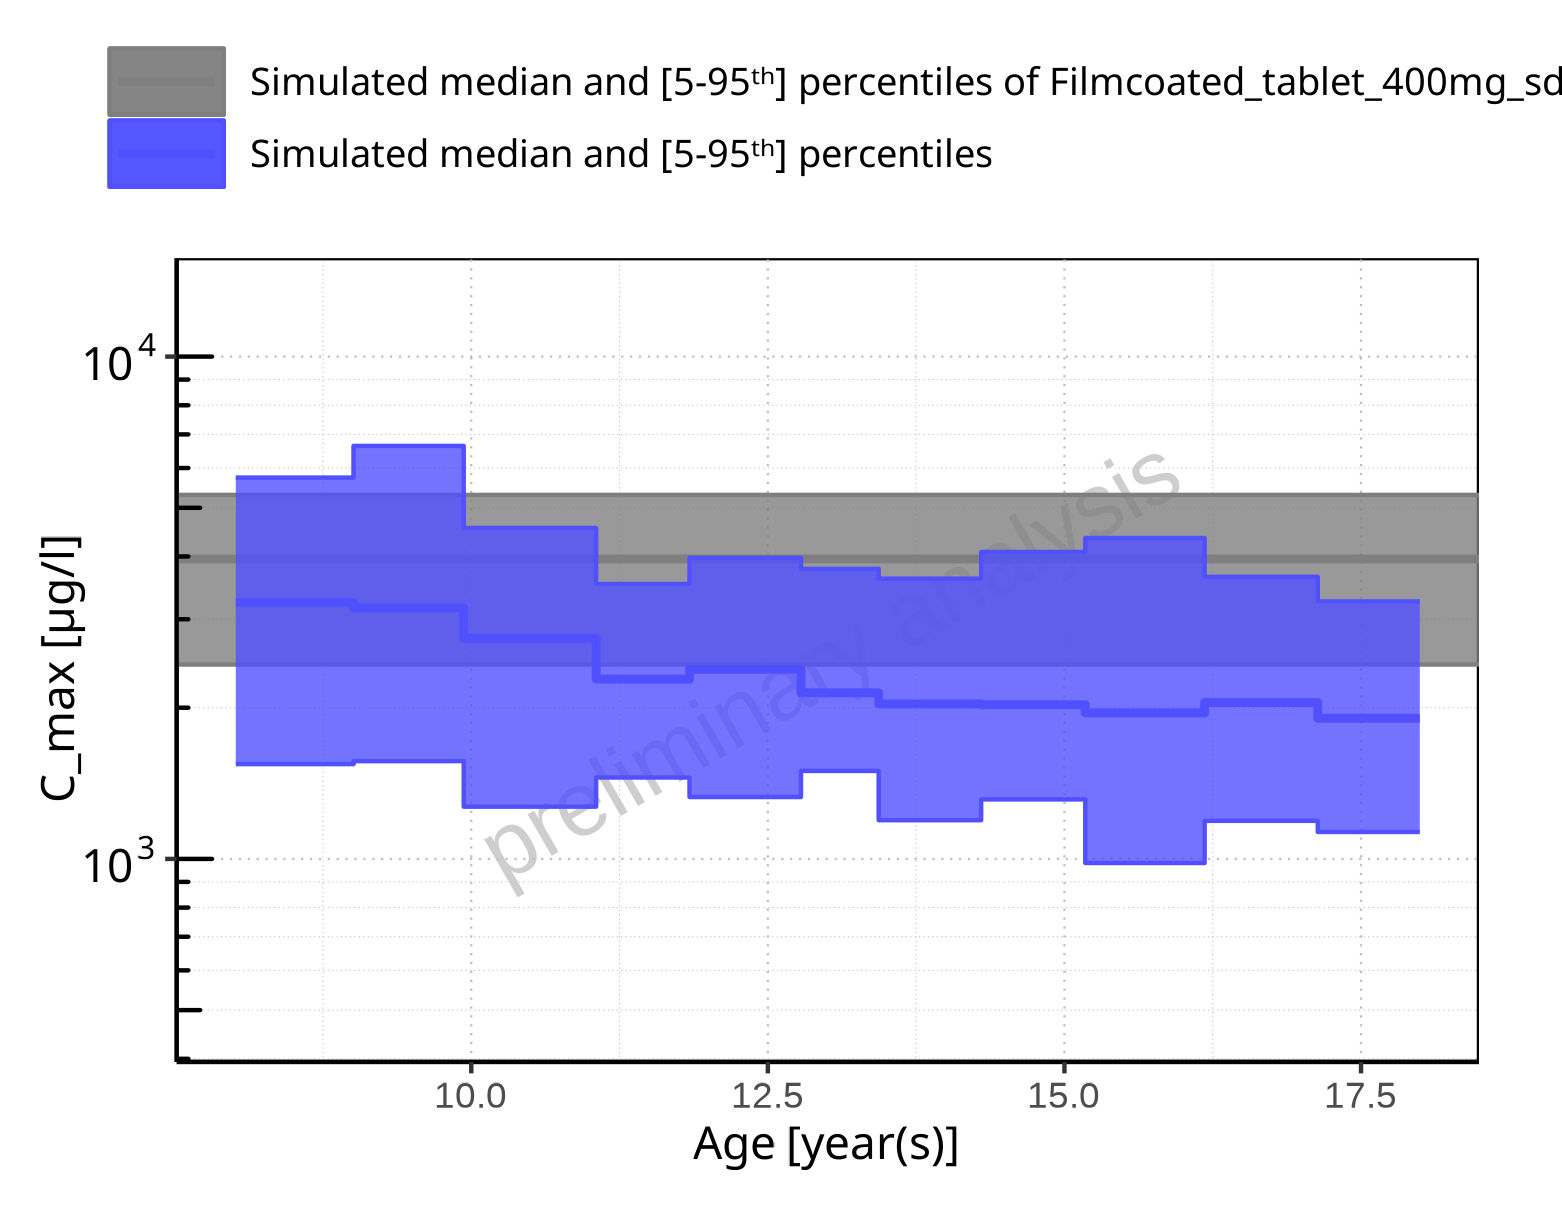 Simulated median and [5-95ᵗʰ] percentiles of Filmcoated_tablet_400mg_sd
Simulated median and [5-95ᵗʰ] percentiles
10⁴
10³
C_max [µg/l]
preliminary analysis
10.0 12.5 15.0 17.5
Age [year(s)]